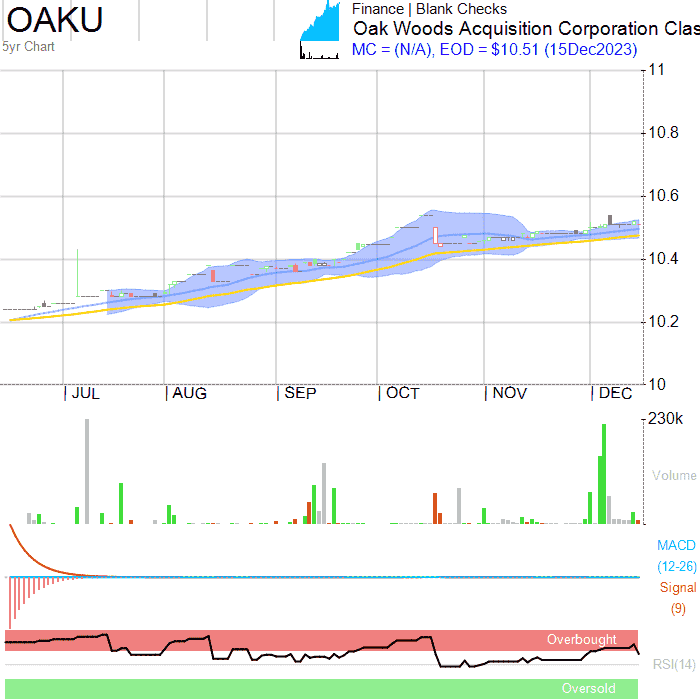 OAKU
5yr Chart
Finance | Blank Checks
Oak Woods Acquisition Corporation Clas
MC = (N/A), EOD = $10.51 (15Dec2023)
11
10.8
10.6
10.4
10.2
10
| JUL | AUG | SEP | OCT | NOV | DEC
230k
Volume
MACD
(12-26)
Signal
(9)
Overbought
RSI(14)
Oversold